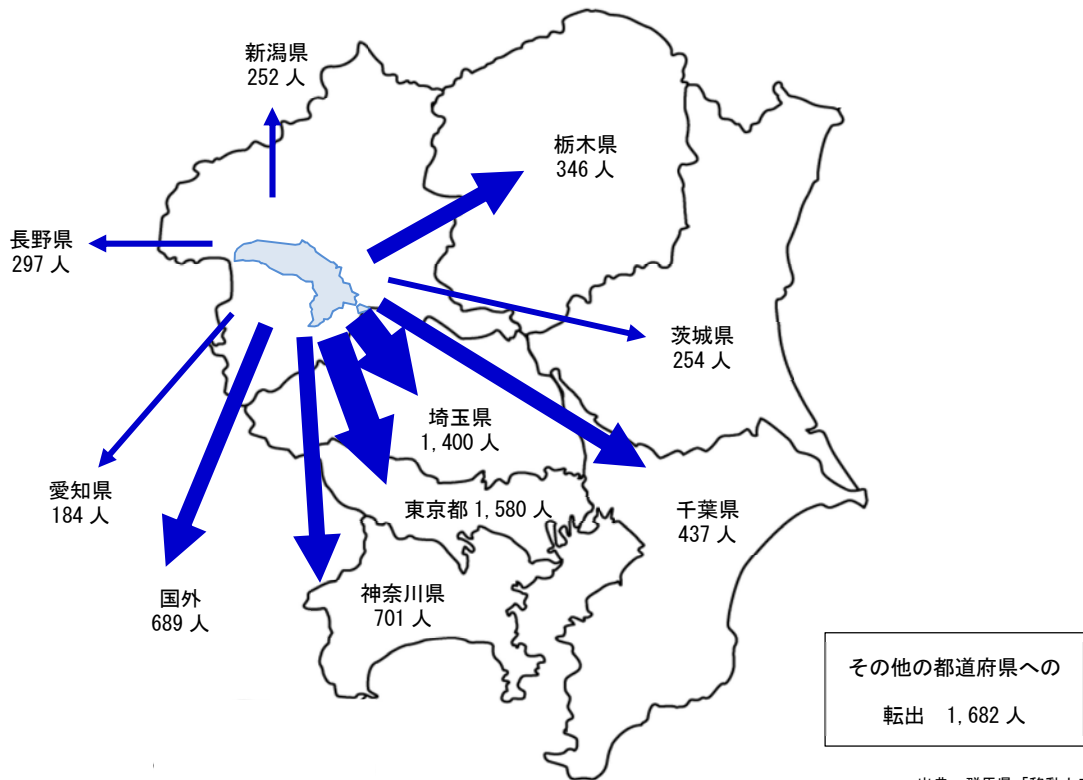 新潟県
252 人
栃木県
346 人
長野県
297 人
茨城県
254 人
埼玉県
1,400 人
愛知県
184 人
東京都 1,580 人
千葉県
437 人
国外
689 人
神奈川県
701 人
その他の都道府県への
転出 1,682 人